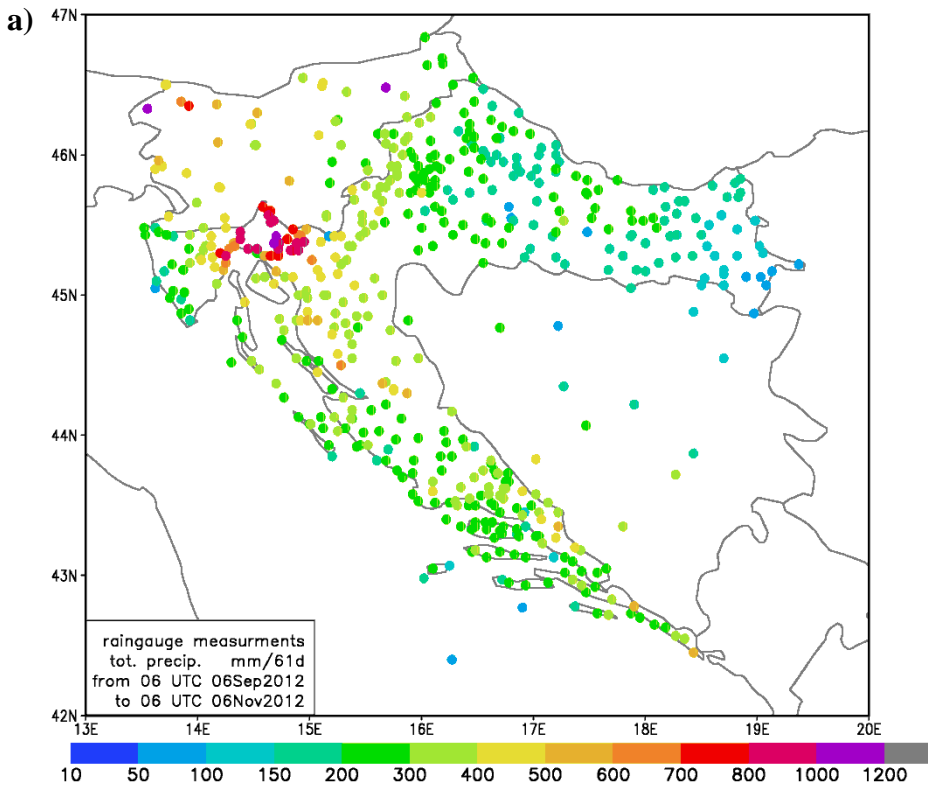 a)
47N
46N
45N
44N
43N
42N
raingauge measurments
tot. precip. mm/61d
from 06 UTC 06Sep2012
to 06 UTC 06Nov2012
13E 14E 15E 16E 17E 18E 19E 20E
10 50 100 150 200 300 400 500 600 700 800 1000 1200